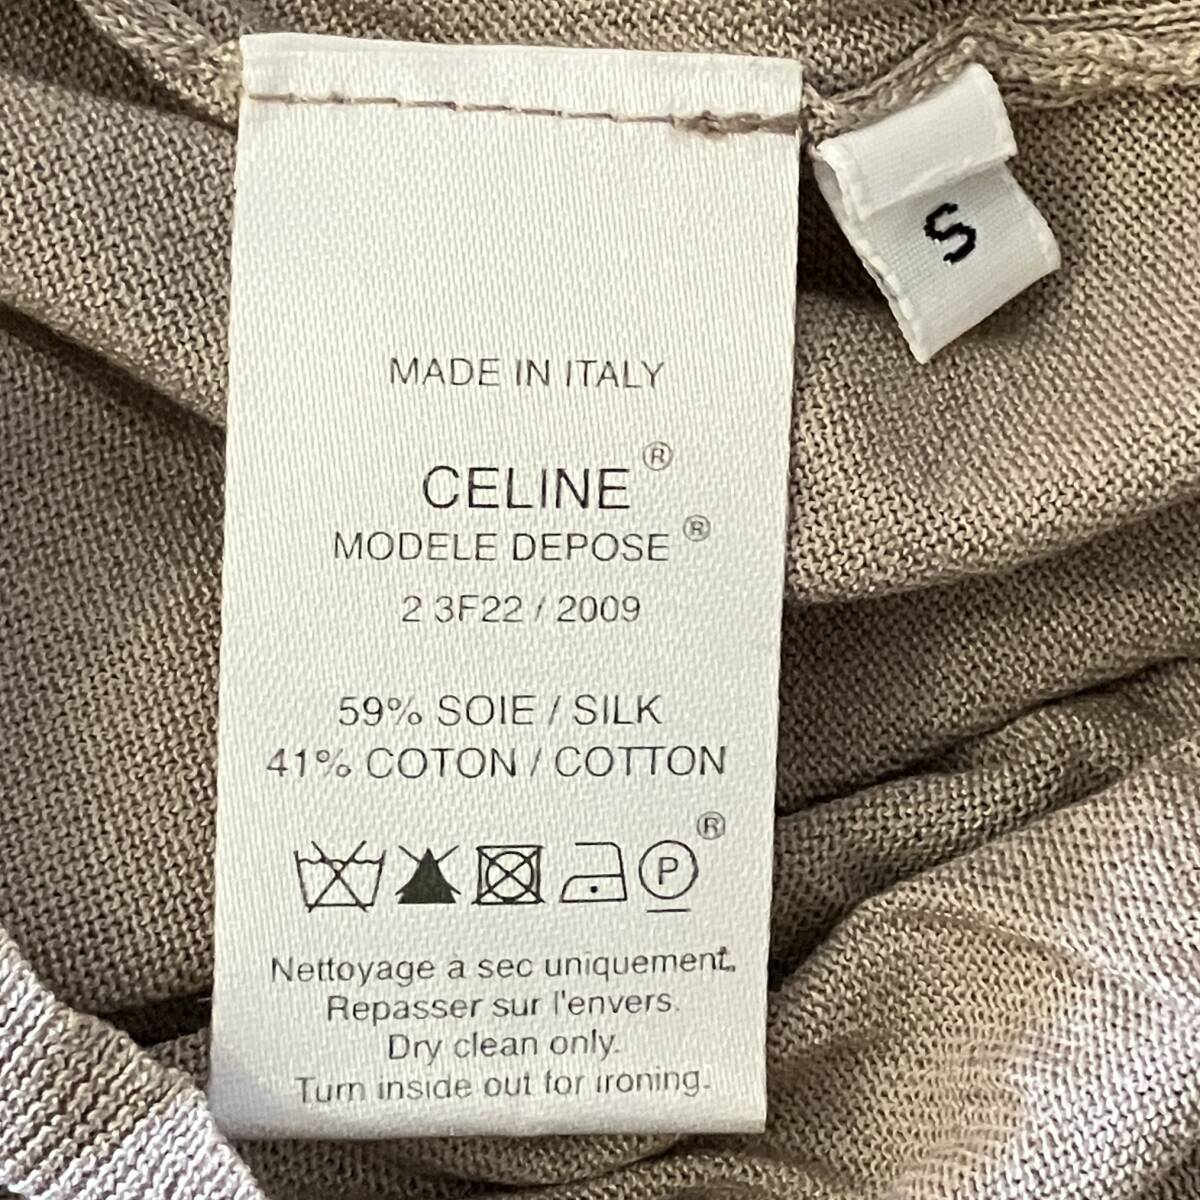 S
MADE IN ITALY
CELINE ®
MODELE DEPOSE ®
2 3F22 / 2009
59% SOIE / SILK
41% COTON / COTTON
®
P
Nettoyage a sec uniquement.
Repasser sur l'envers.
Dry clean only.
Turn inside out for ironing.